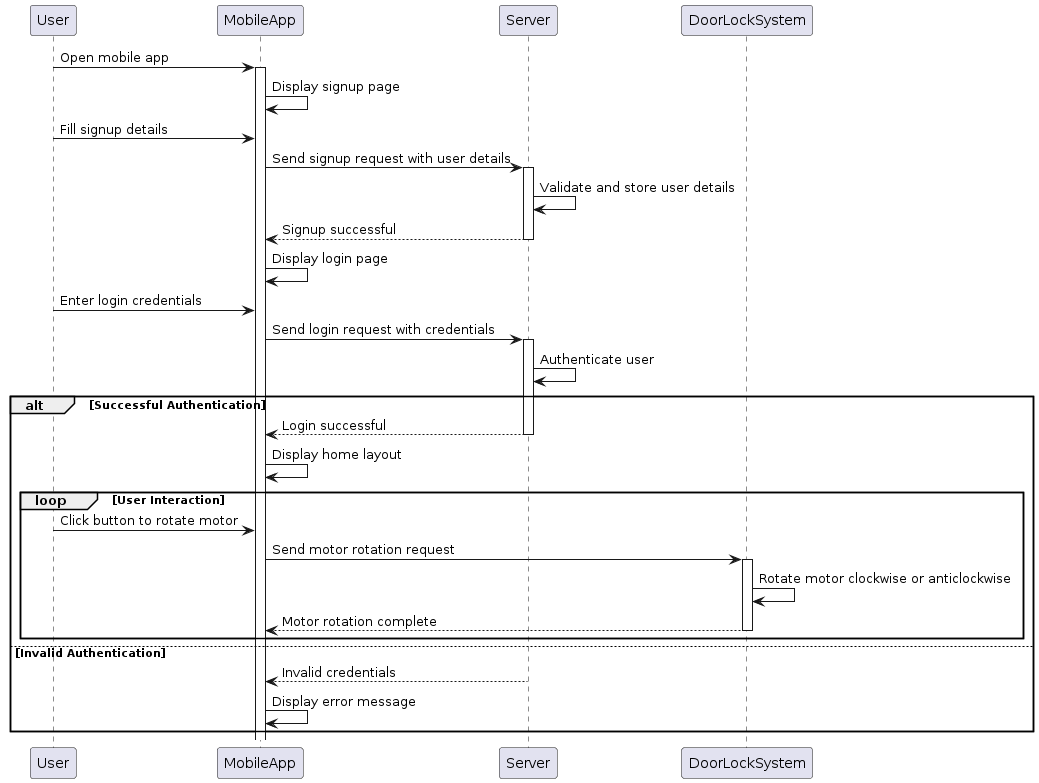 User MobileApp Server DoorLockSystem
Open mobile app
Display signup page
Fill signup details
Send signup request with user details
Validate and store user details
Signup successful
Display login page
Enter login credentials
Send login request with credentials
Authenticate user
alt [Successful Authentication]
Login successful
Display home layout
loop [User Interaction]
Click button to rotate motor
Send motor rotation request
Rotate motor clockwise or anticlockwise
Motor rotation complete
[Invalid Authentication]
Invalid credentials
Display error message
User MobileApp Server DoorLockSystem